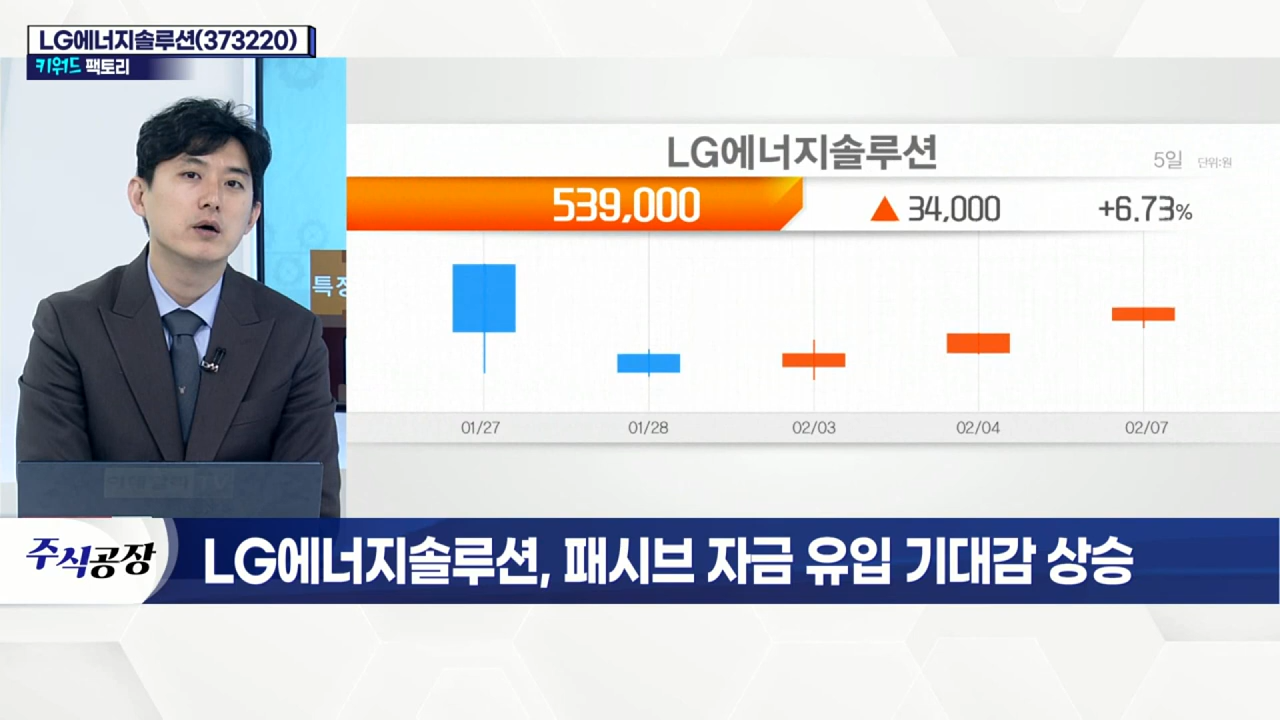 LG에너지솔루션(373220)
키워드 팩토리
LG에너지솔루션
5일 단위:원
539,000 ▲ 34,000 +6.73%
특징
01/27 01/28 02/03 02/04 02/07
주식공장
LG에너지솔루션, 패시브 자금 유입 기대감 상승